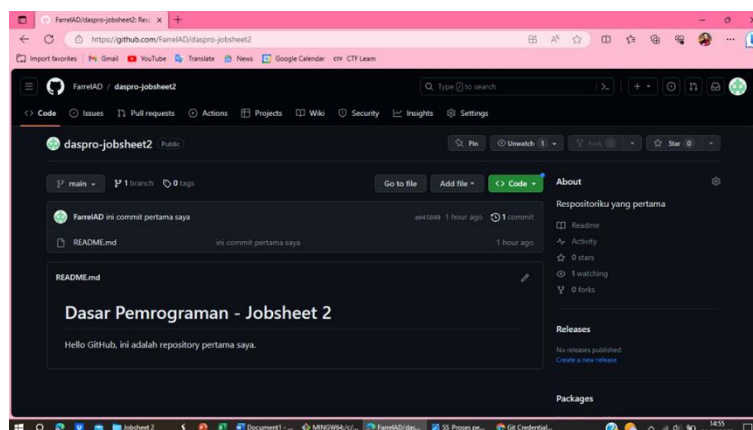 FarrelAD/daspro-jobsheet2: Res
https://github.com/FarrelAD/daspro-jobsheet2
Import favorites Gmail YouTube Translate News Google Calendar CTF CTF Learn
FarrelAD / daspro-jobsheet2
Type / to search
Code Issues Pull requests Actions Projects Wiki Security Insights Settings
daspro-jobsheet2 Public
Pin Unwatch 1 Star 0
main 1 branch 0 tags
Go to file Add file Code
About
Respositoriku yang pertama
FarrelAD ini commit pertama saya
1 hour ago 1 commit
README.md ini commit pertama saya 1 hour ago
Readme
Activity
0 stars
1 watching
0 forks
README.md
Dasar Pemrograman - Jobsheet 2
Hello GitHub, ini adalah repository pertama saya.
Releases
No releases published
Create a new release
Packages
Jobsheet 2
Document1 -...
MINGW64:/c/...
FarrelAD/das...
SS Proses pe...
Git Credential...
14:55